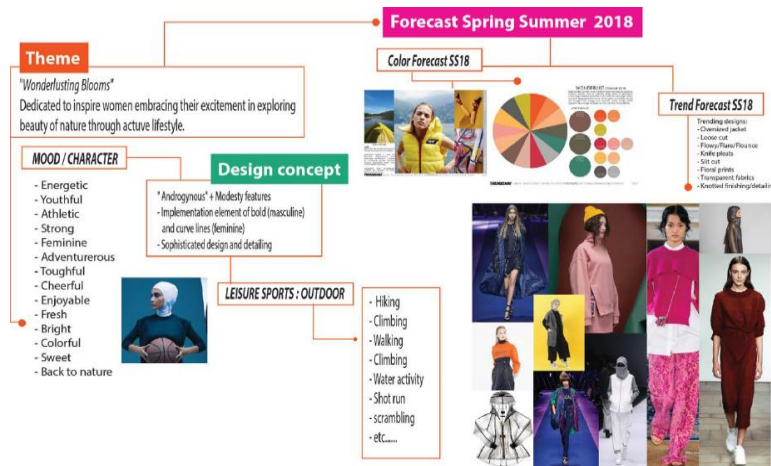 Forecast Spring Summer 2018
Theme
"Wonderlusting Blooms"
Dedicated to inspire women embracing their excitement in exploring
beauty of nature through actuve lifestyle.
MOOD / CHARACTER
- Energetic
- Youthful
- Athletic
- Strong
- Feminine
- Adventurerous
- Toughful
- Cheerful
- Enjoyable
- Fresh
- Bright
- Colorful
- Sweet
- Back to nature
Design concept
"Androgynous" + Modesty features
- Implementation element of bold (masculine)
and curve lines (feminine)
- Sophisticated design and detailing
LEISURE SPORTS : OUTDOOR
- Hiking
- Climbing
- Walking
- Climbing
- Water activity
- Shot run
- scrambling
- etc......
Color Forecast SS18
Trend Forecast SS18
Trending designs:
- Oversized jacket
- Loose cut
- Flowy/Flare/Flounce
- Knife pleats
- Slit cut
- Floral prints
- Transparent fabrics
- Knotted finishing/detailin